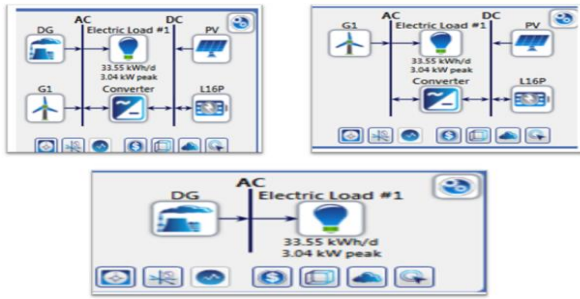 AC DC
DG Electric Load #1 PV
33.55 kWh/d
3.04 kW peak
G1 Converter L16P
AC DC
G1 Electric Load #1 PV
33.55 kWh/d
3.04 kW peak
Converter L16P
AC
DG Electric Load #1
33.55 kWh/d
3.04 kW peak